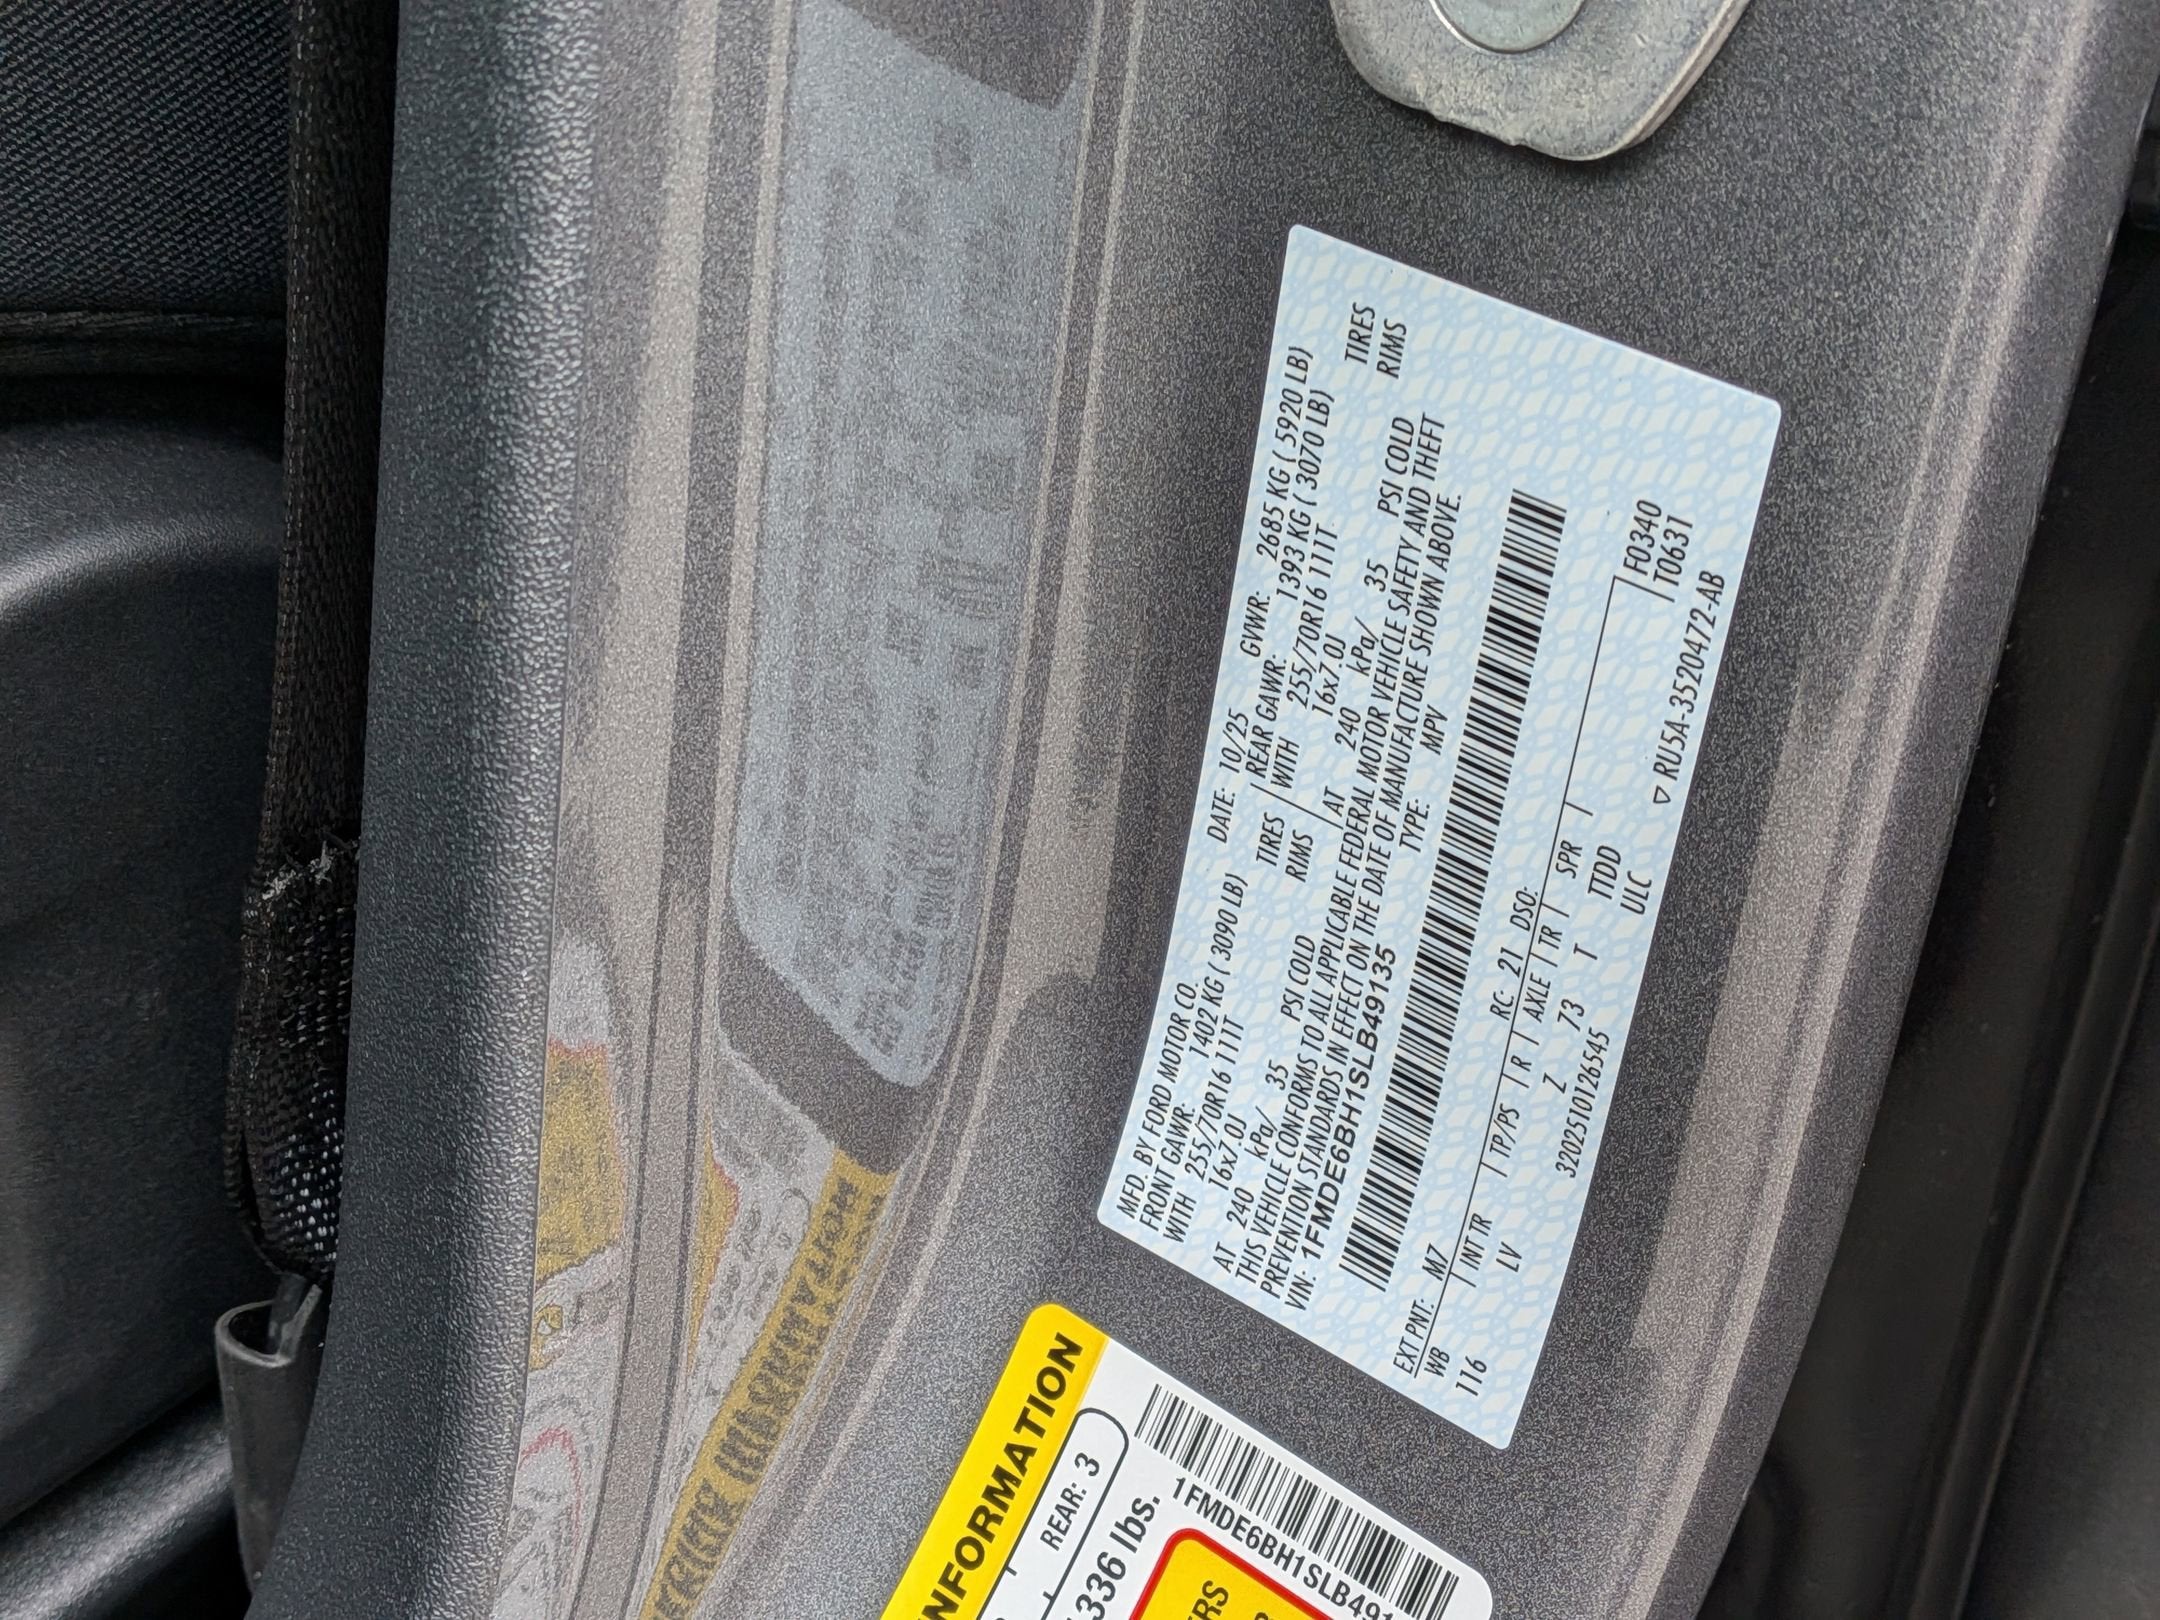 MFD. BY FORD MOTOR CO. DATE: 10/25 GVWR: 2685 KG ( 5920 LB)
FRONT GAWR: 1402 KG ( 3090 LB) REAR GAWR: 1393 KG ( 3070 LB)
WITH 255/70R16 111T TIRES WITH 255/70R16 111T TIRES
16x7.0J RIMS 16x7.0J RIMS
AT 240 kPa/ 35 PSI COLD AT 240 kPa/ 35 PSI COLD
THIS VEHICLE CONFORMS TO ALL APPLICABLE FEDERAL MOTOR VEHICLE SAFETY AND THEFT
PREVENTION STANDARDS IN EFFECT ON THE DATE OF MANUFACTURE SHOWN ABOVE.
VIN: 1FMDE6BH1SLB49135 TYPE: MPV
EXT PNT: M7 RC: 21 DSO: F0340
WB INT TR TP/PS R AXLE TR SPR T0631
116 LV Z 73 T TTDD
3202510126545 ULC ▽ RU5A-3520472-AB
INFORMATION
REAR: 3
336 lbs.
1FMDE6BH1SLB491